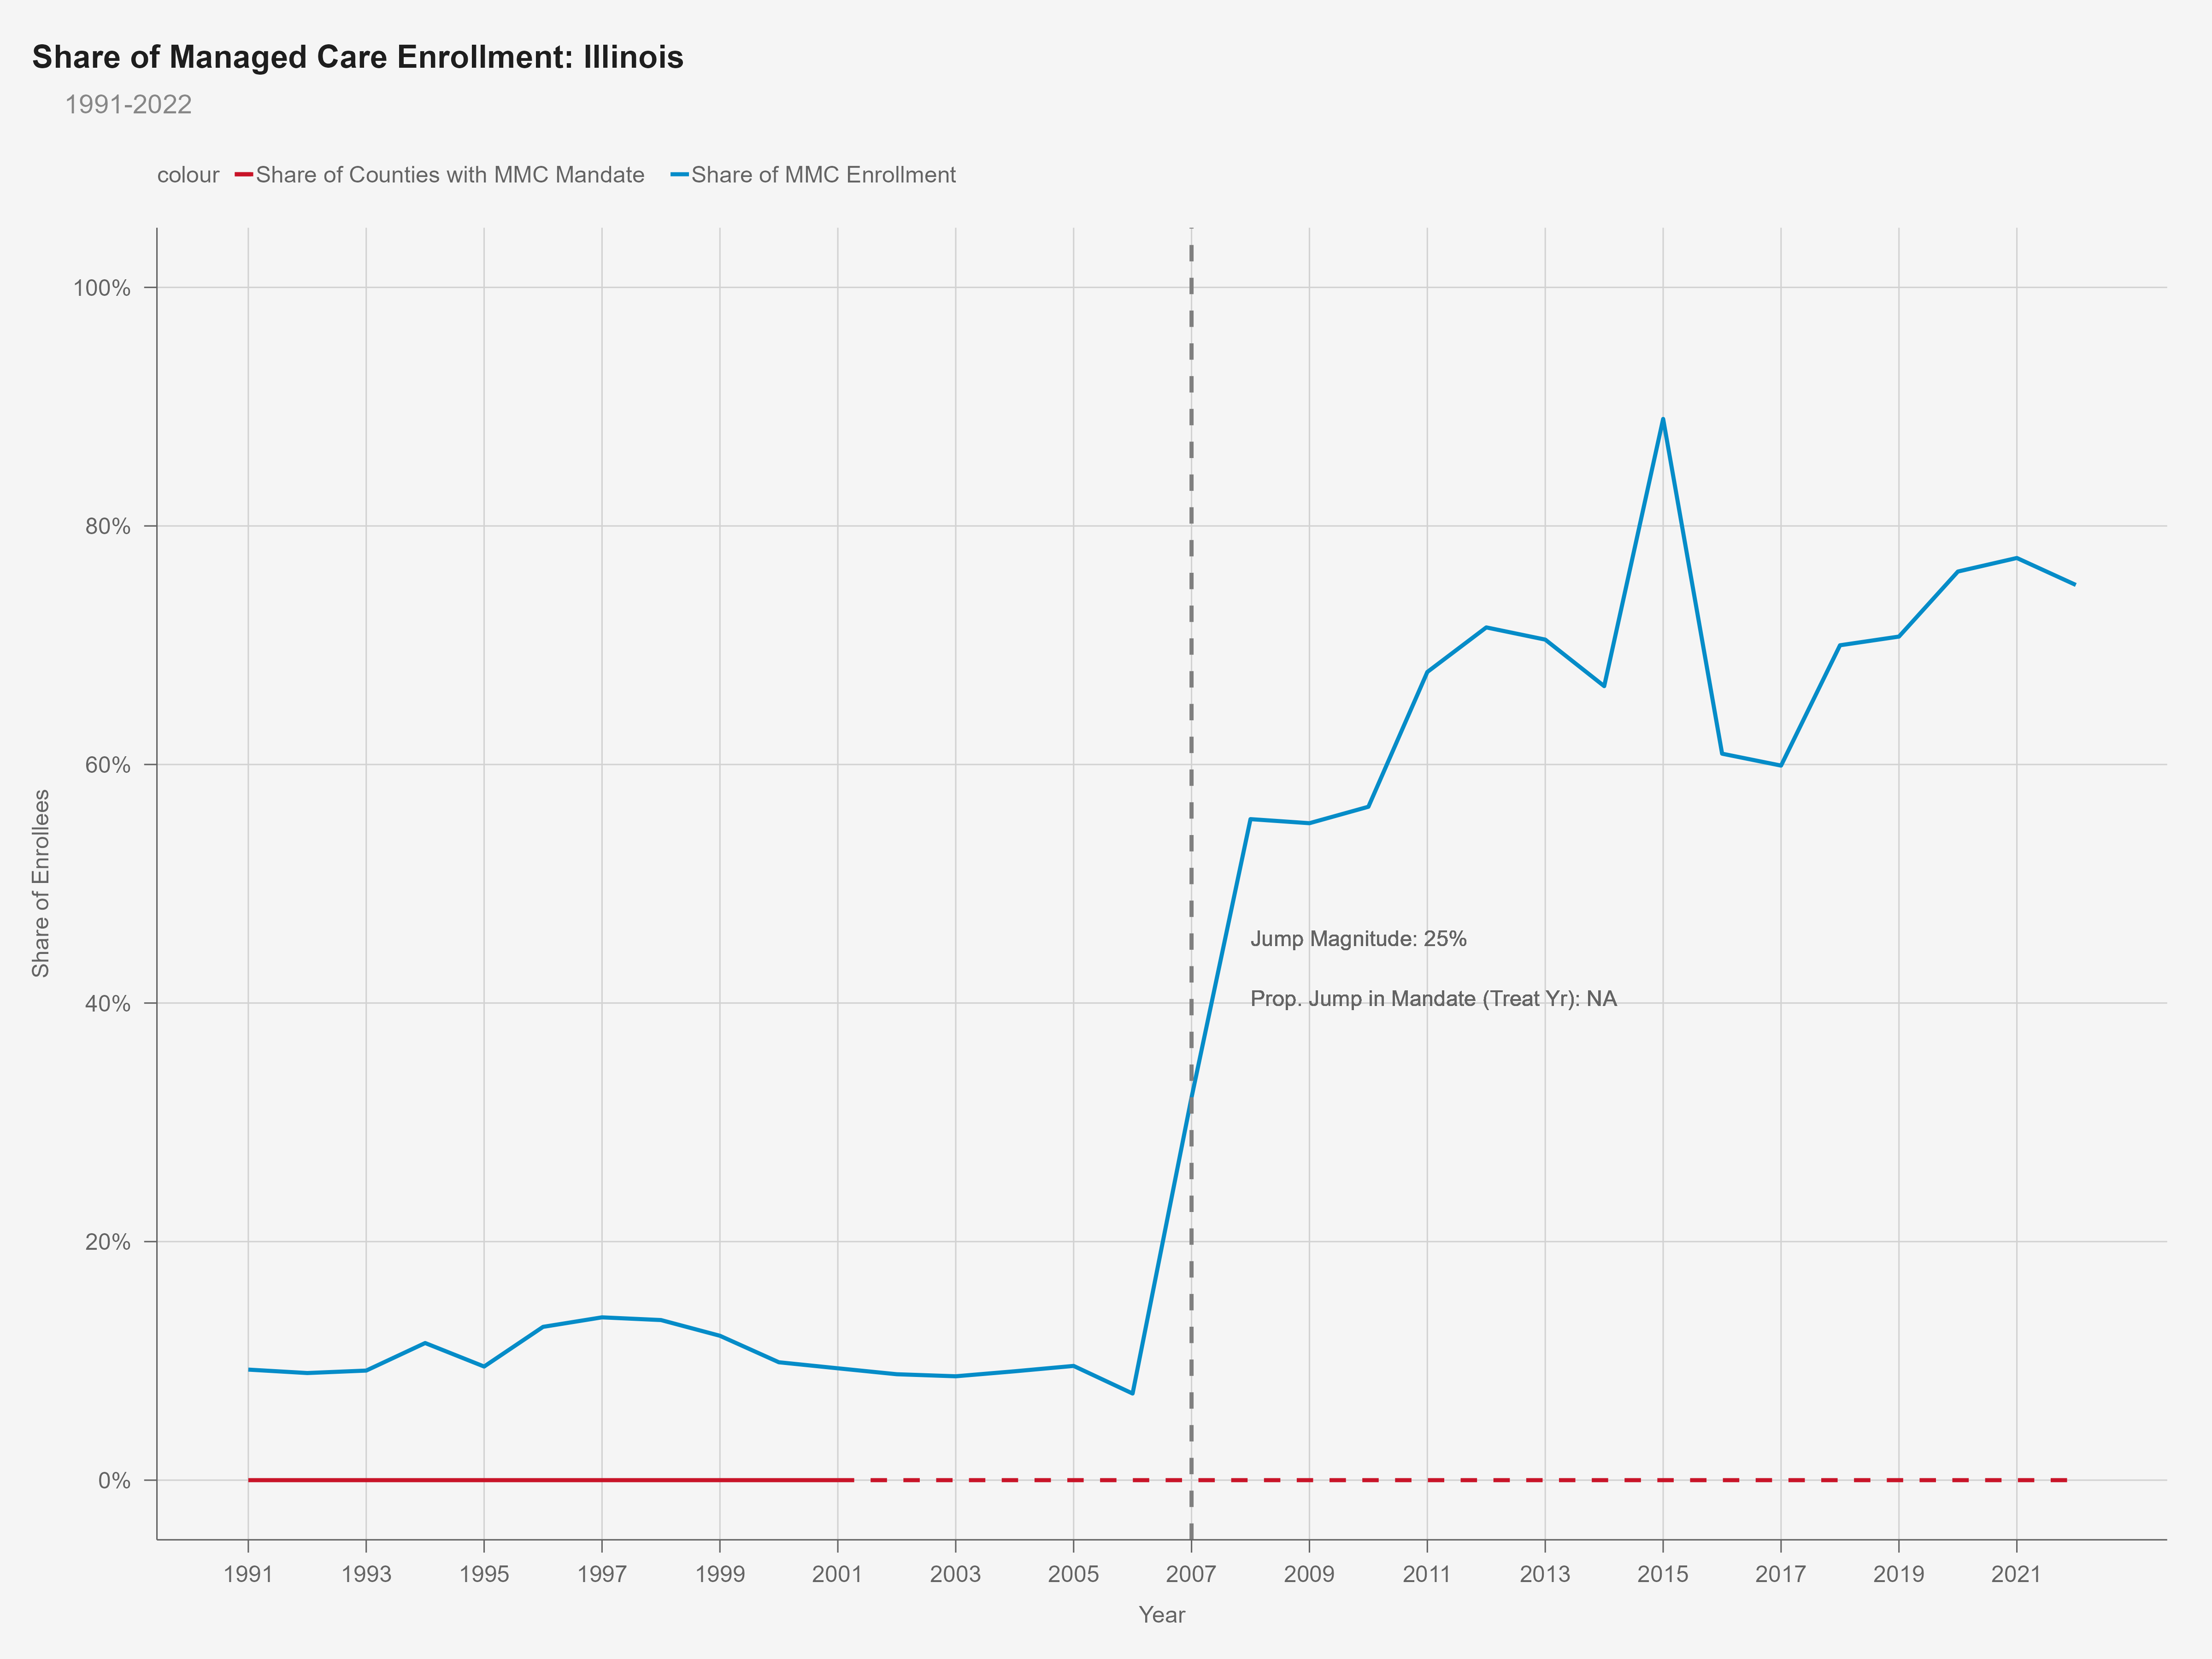 Share of Managed Care Enrollment: Illinois
1991-2022
colour Share of Counties with MMC Mandate Share of MMC Enrollment
100%
80%
60%
40%
20%
0%
Share of Enrollees
Jump Magnitude: 25%
Prop. Jump in Mandate (Treat Yr): NA
1991 1993 1995 1997 1999 2001 2003 2005 2007 2009 2011 2013 2015 2017 2019 2021
Year